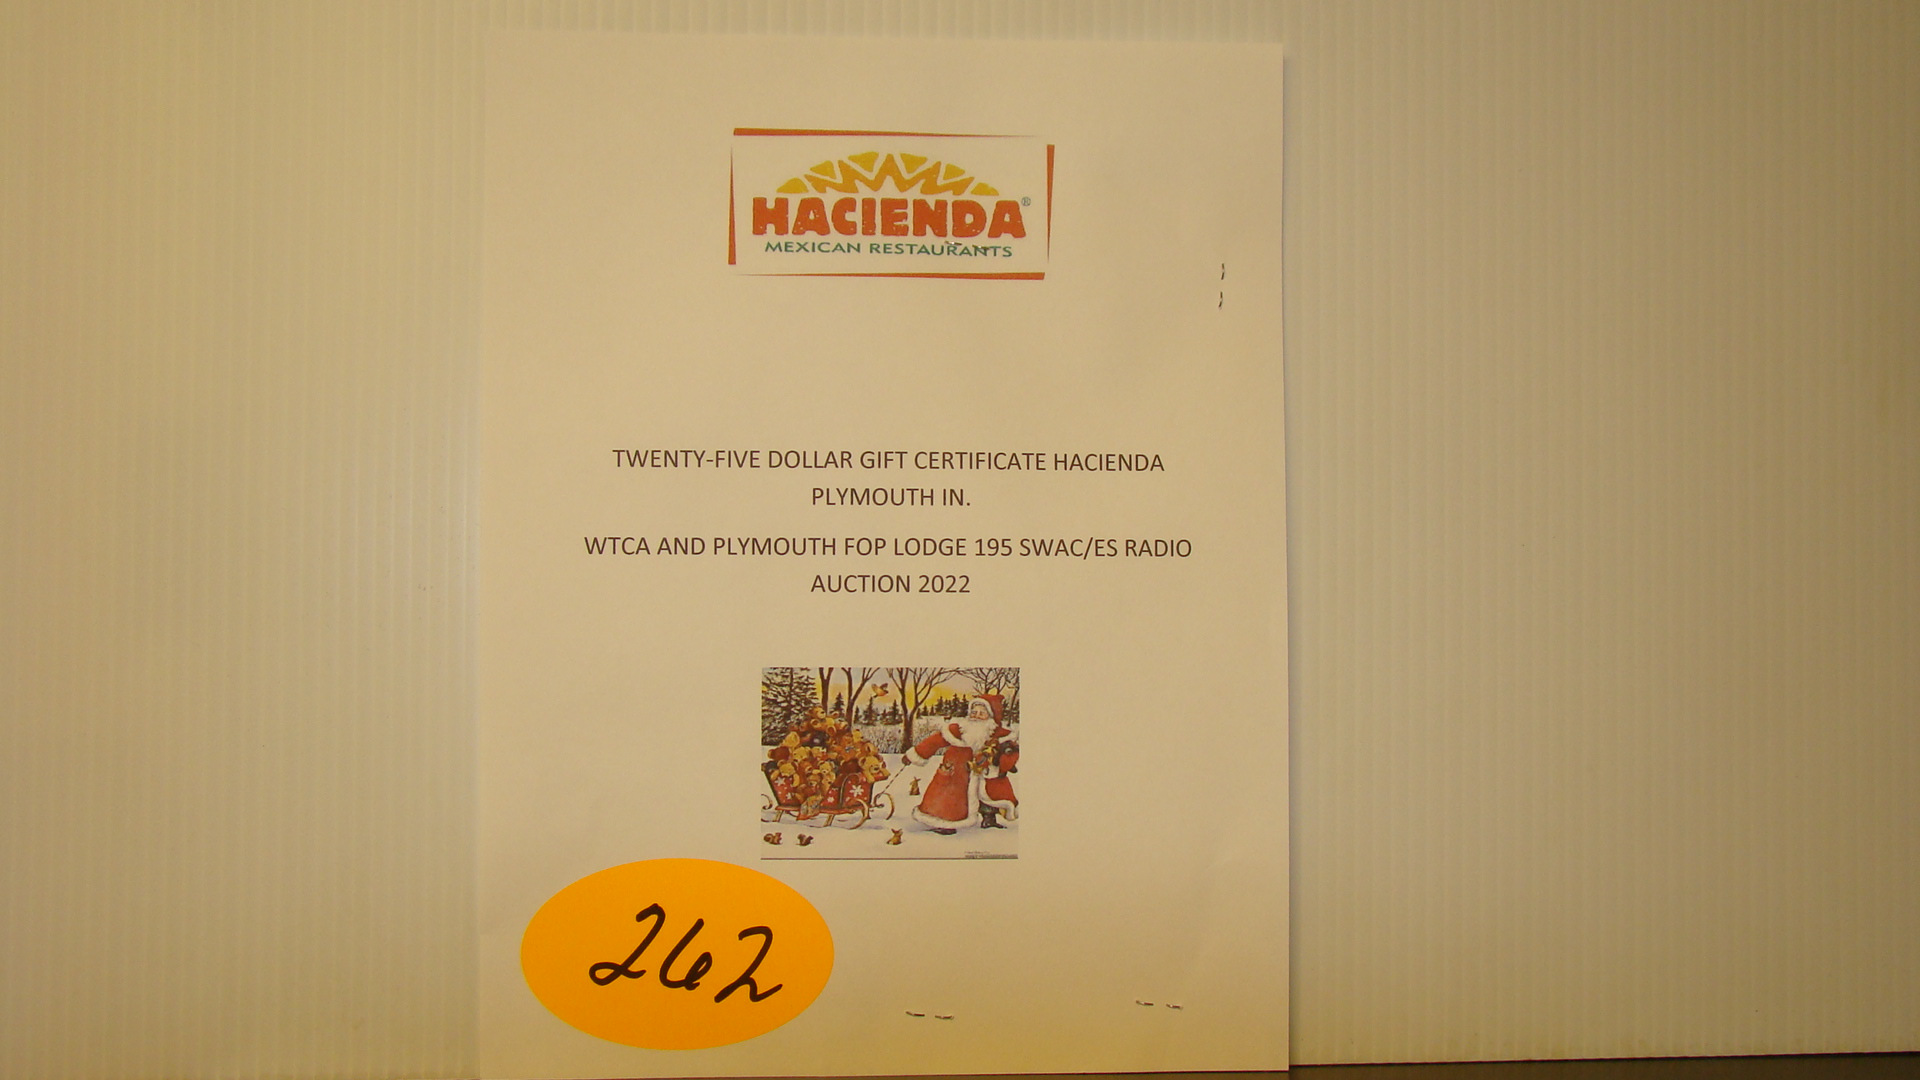 HACIENDA®
MEXICAN RESTAURANTS
TWENTY-FIVE DOLLAR GIFT CERTIFICATE HACIENDA
PLYMOUTH IN.
WTCA AND PLYMOUTH FOP LODGE 195 SWAC/ES RADIO
AUCTION 2022
262